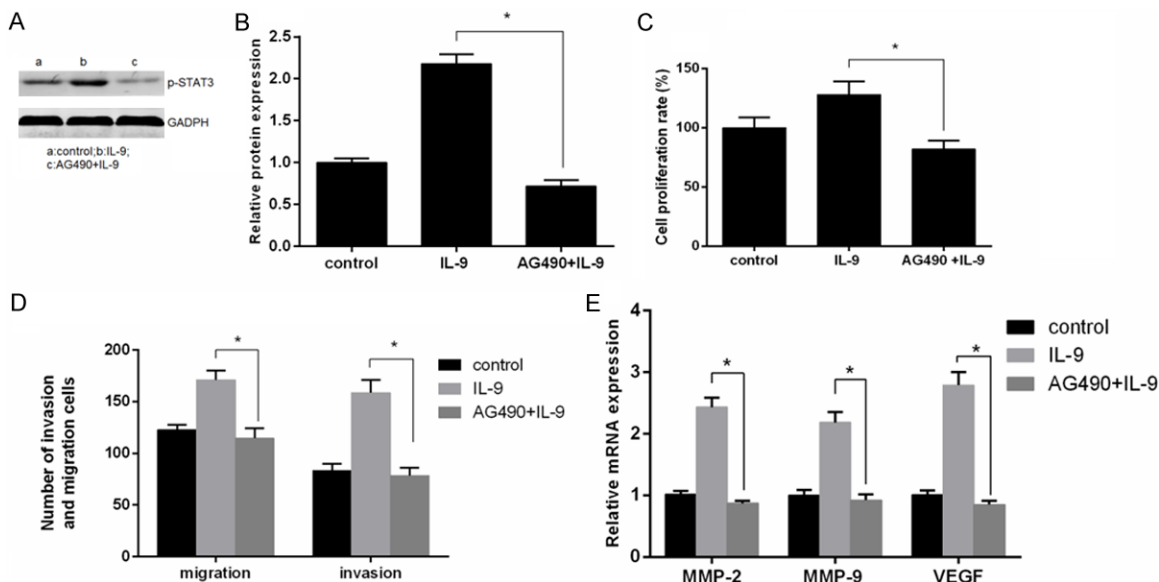 A
a b c
p-STAT3
GADPH
a:control;b:IL-9;
c:AG490+IL-9
B
Relative protein expression
2.5
2.0
1.5
1.0
0.5
0.0
*
control IL-9 AG490+IL-9
C
Cell proliferation rate (%)
150
100
50
0
*
control IL-9 AG490 +IL-9
D
Number of invasion
and migration cells
200
150
100
50
0
* *
control
IL-9
AG490+IL-9
migration invasion
E
Relative mRNA expression
4
3
2
1
0
* * *
control
IL-9
AG490+IL-9
MMP-2 MMP-9 VEGF